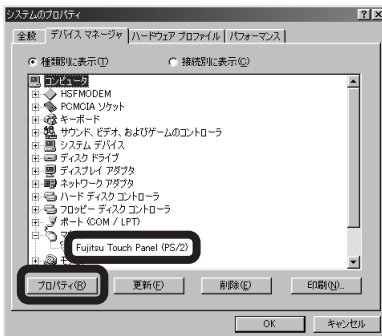 システムのプロパティ
全般 デバイス マネージャ ハードウェア プロファイル パフォーマンス
種類別に表示(T) 接続別に表示(C)
コンピュータ
HSFMODEM
PCMCIA ソケット
キーボード
サウンド、ビデオ、およびゲームのコントローラ
システム デバイス
ディスク ドライブ
ディスプレイ アダプタ
ネットワーク アダプタ
ハード ディスク コントローラ
フロッピー ディスク コントローラ
ポート (COM / LPT)
Fujitsu Touch Panel (PS/2)
プロパティ(R) 更新(F) 削除(E) 印刷(N)...
OK キャンセル